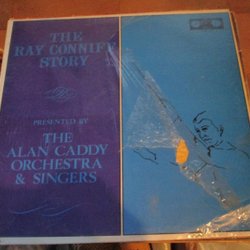 THE
RAY CONNIFF
STORY
PRESENTED BY
THE
ALAN CADDY
ORCHESTRA
& SINGERS